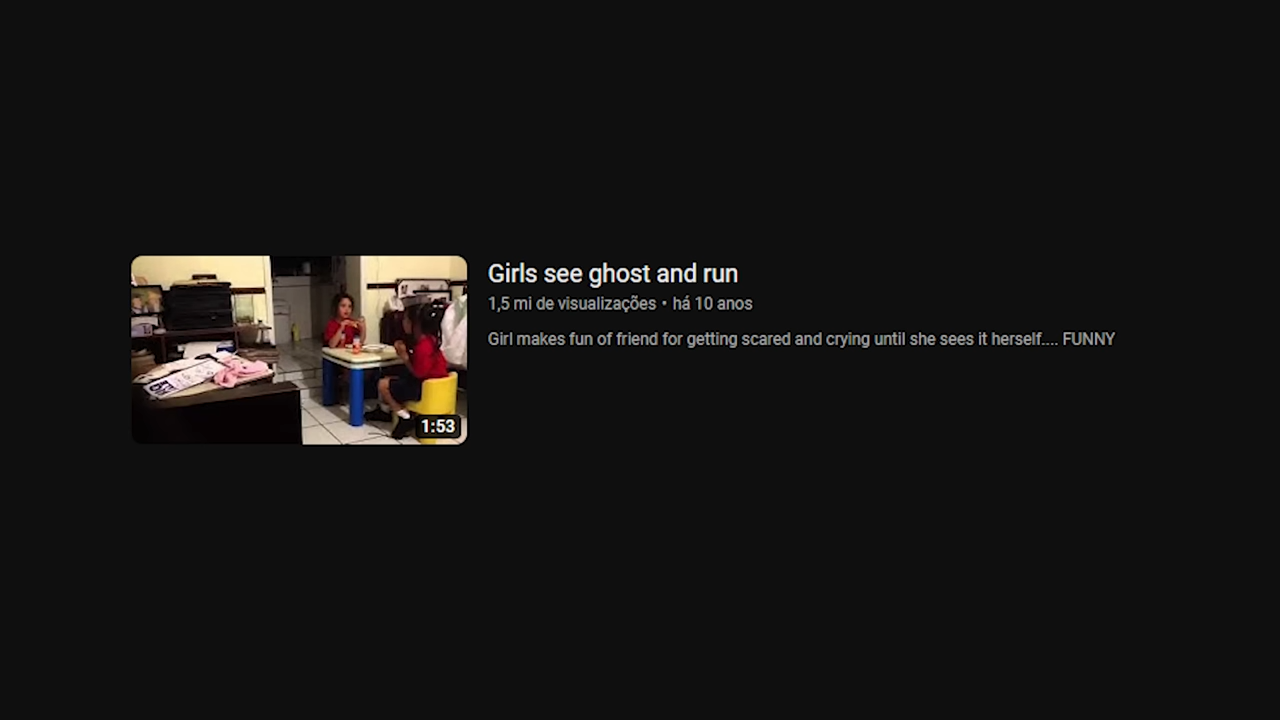 1:53
Girls see ghost and run
1,5 mi de visualizações • há 10 anos
Girl makes fun of friend for getting scared and crying until she sees it herself.... FUNNY